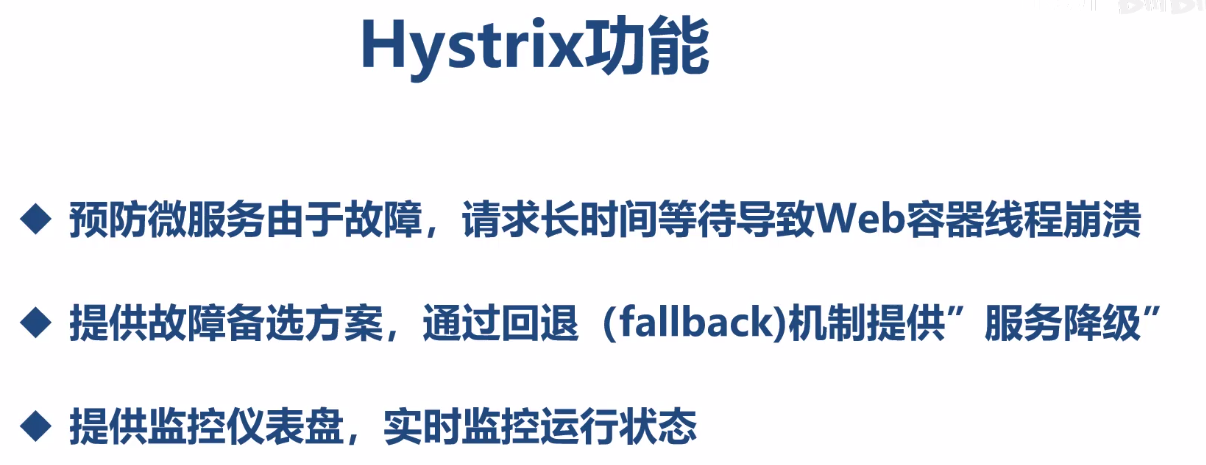 Hystrix功能
◆ 预防微服务由于故障，请求长时间等待导致Web容器线程崩溃
◆ 提供故障备选方案，通过回退（fallback)机制提供”服务降级”
◆ 提供监控仪表盘，实时监控运行状态